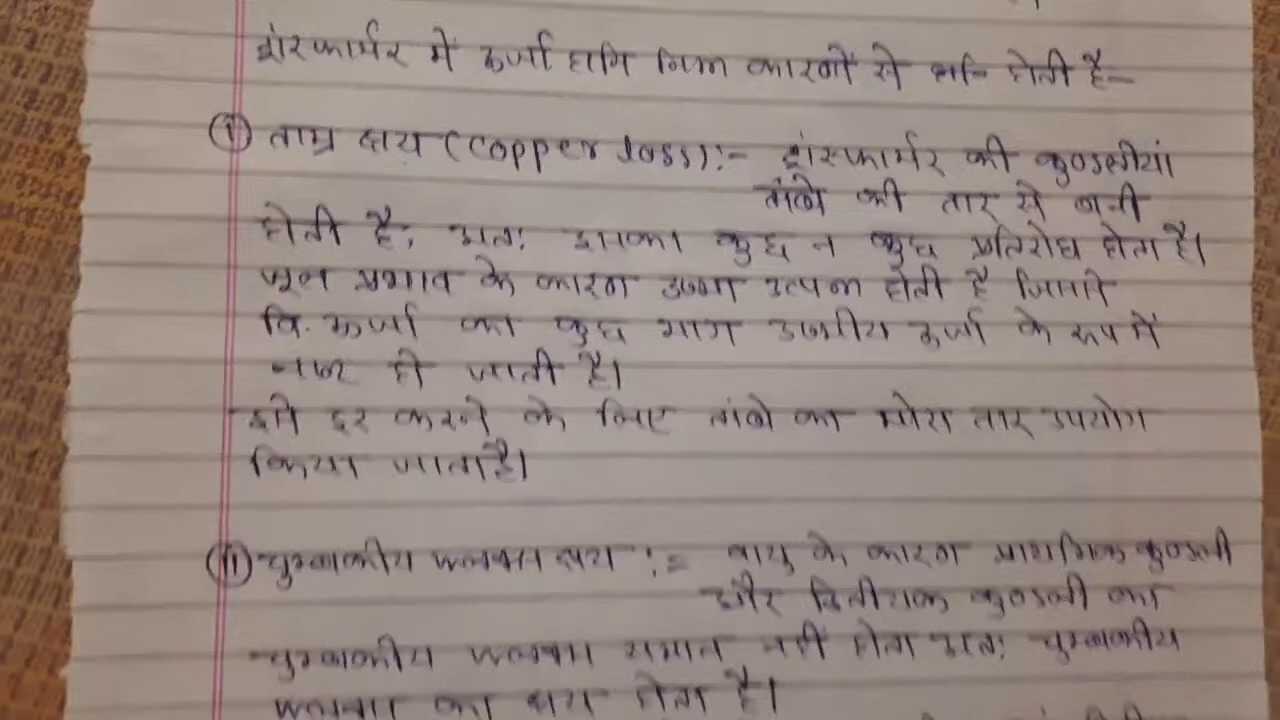 ट्रांसफार्मर में ऊर्जा हानि निम्न कारणों से होती है-
(i) ताम्र क्षय (Copper loss):- ट्रांसफार्मर की कुण्डलीयां
तांबे की तार से बनी
होती है, अतः इसका कुछ न कुछ प्रतिरोध होता है।
जूल प्रभाव के कारण उष्मा उत्पन्न होती है जिससे
वि. ऊर्जा का कुछ भाग उष्मीय ऊर्जा के रूप में
नष्ट हो जाती है।
इसे दूर करने के लिए तांबे का मोटा तार उपयोग
किया जाता है।
(ii) चुम्बकीय फ्लक्स क्षय := वायु के कारण प्राथमिक कुण्डली
और द्वितीयक कुण्डली का
चुम्बकीय फ्लक्स समान नहीं होता अतः चुम्बकीय
फ्लक्स का क्षय होता है।